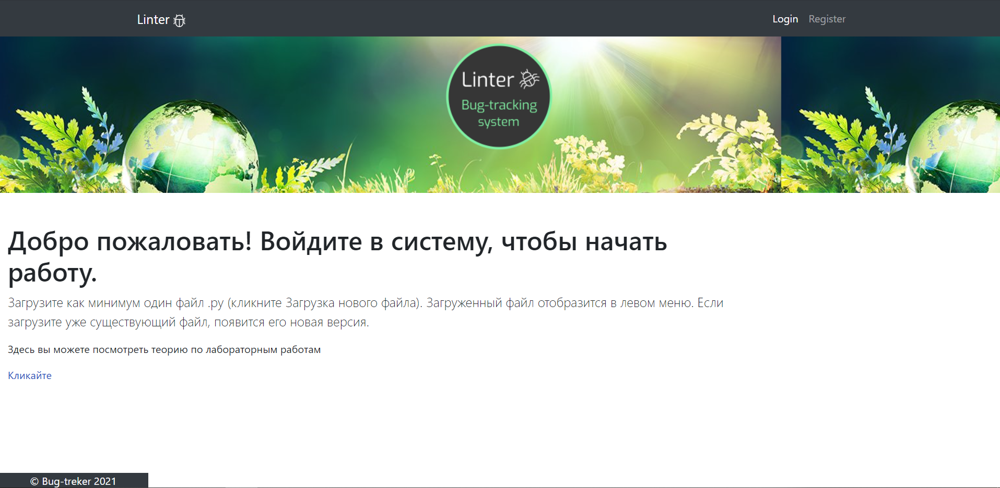 Linter
Login Register
Linter
Bug-tracking
system
Добро пожаловать! Войдите в систему, чтобы начать
работу.
Загрузите как минимум один файл .py (кликните Загрузка нового файла). Загруженный файл отобразится в левом меню. Если
загрузите уже существующий файл, появится его новая версия.
Здесь вы можете посмотреть теорию по лабораторным работам
Кликайте
© Bug-treker 2021